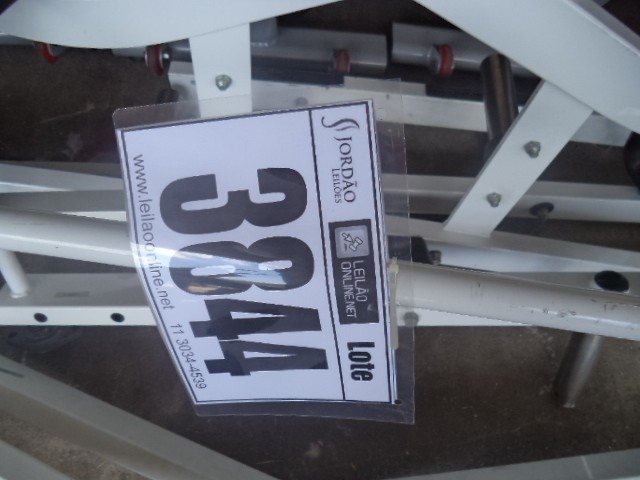 JORDÃO
LEILÕES
LEILÃO
ONLINE.NET
Lote
3844
www.leilaoonline.net 11 3034-4539